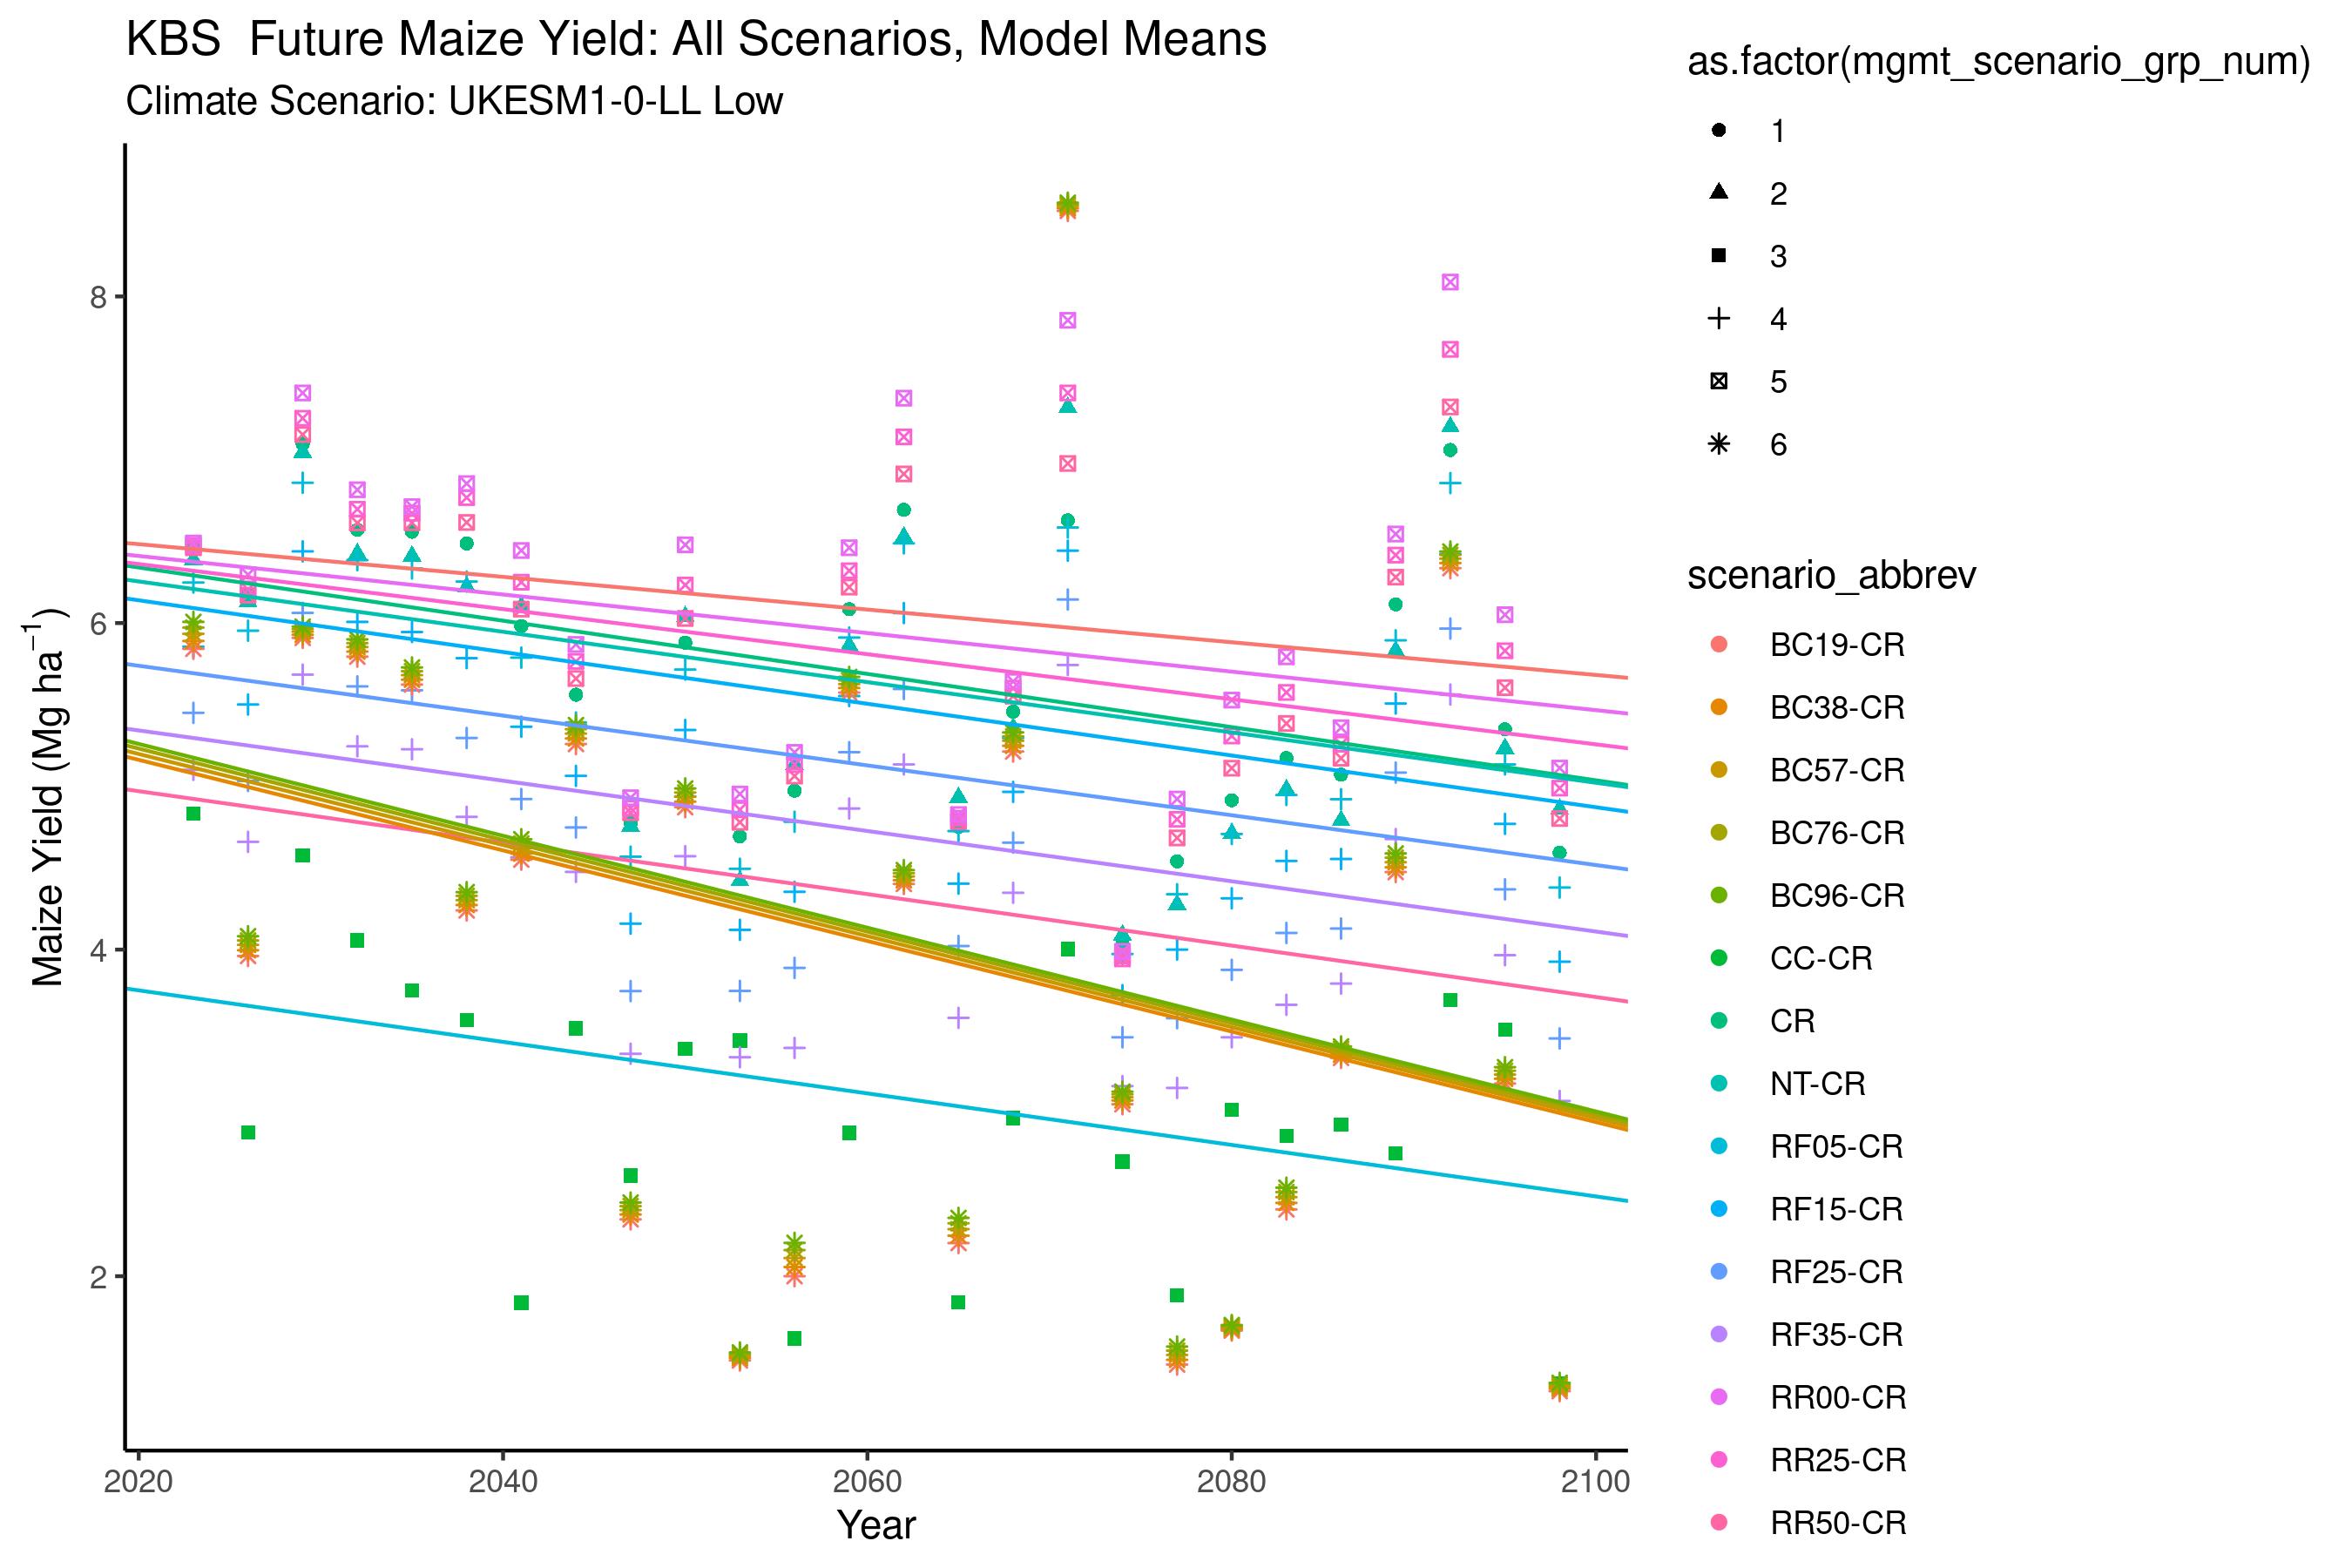 KBS  Future Maize Yield: All Scenarios, Model Means
Climate Scenario: UKESM1-0-LL Low
Maize Yield (Mg ha−1)
8
6
4
2
2020
2040
2060
2080
2100
Year
as.factor(mgmt_scenario_grp_num)
1
2
3
4
5
6
scenario_abbrev
BC19-CR
BC38-CR
BC57-CR
BC76-CR
BC96-CR
CC-CR
CR
NT-CR
RF05-CR
RF15-CR
RF25-CR
RF35-CR
RR00-CR
RR25-CR
RR50-CR